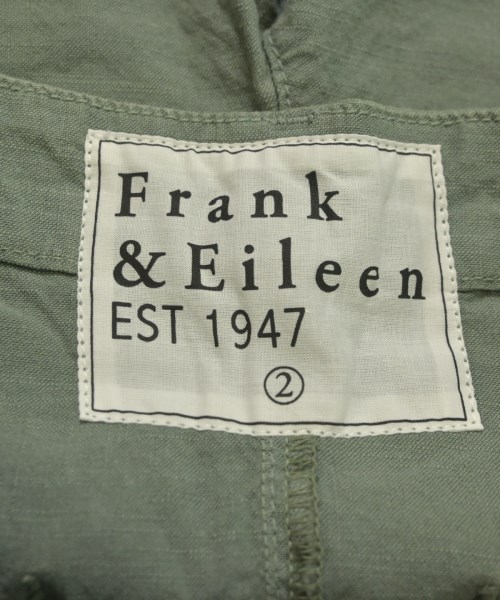 Frank
& Eileen
EST 1947
②